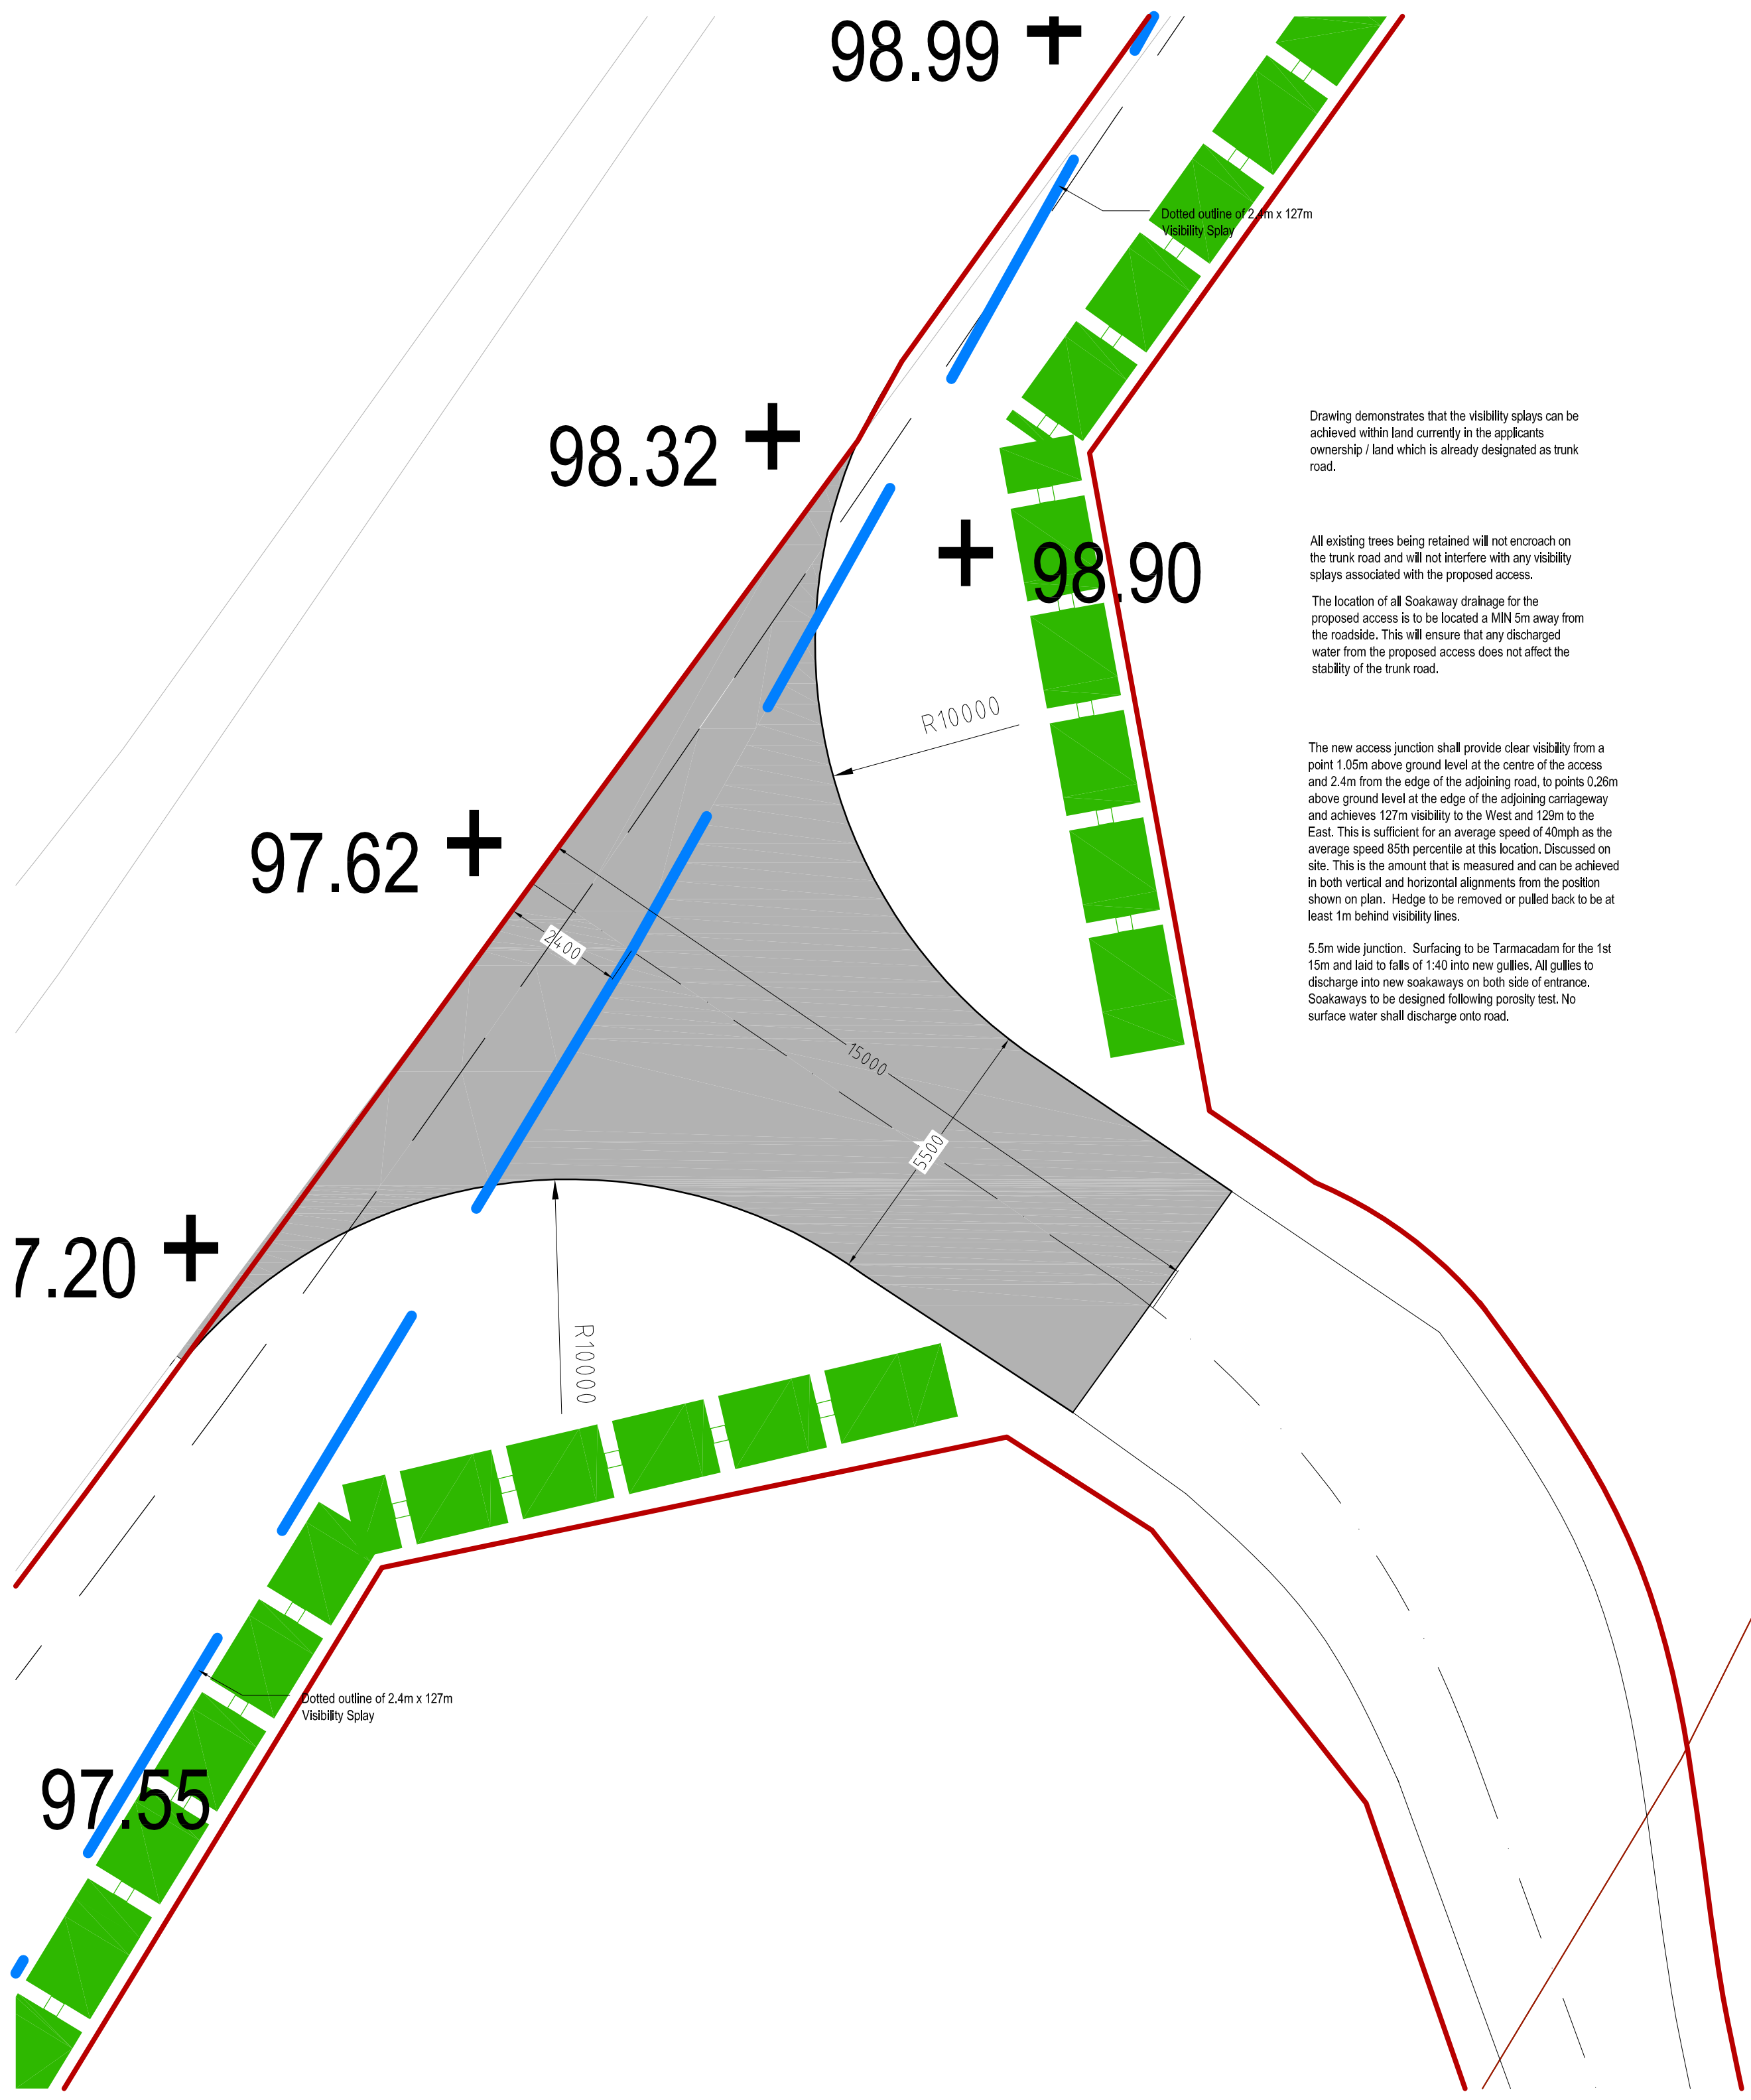 98.99
Dotted outline of 2.4m x 127m
Visibility Splay
98.32
98.90
Drawing demonstrates that the visibility splays can be
achieved within land currently in the applicants
ownership / land which is already designated as trunk
road.
All existing trees being retained will not encroach on
the trunk road and will not interfere with any visibility
splays associated with the proposed access.
The location of all Soakaway drainage for the
proposed access is to be located a MIN 5m away from
the roadside. This will ensure that any discharged
water from the proposed access does not affect the
stability of the trunk road.
R10000
The new access junction shall provide clear visibility from a
point 1.05m above ground level at the centre of the access
and 2.4m from the edge of the adjoining road, to points 0.26m
above ground level at the edge of the adjoining carriageway
and achieves 127m visibility to the West and 129m to the
East. This is sufficient for an average speed of 40mph as the
average speed 85th percentile at this location. Discussed on
site. This is the amount that is measured and can be achieved
in both vertical and horizontal alignments from the position
shown on plan. Hedge to be removed or pulled back to be at
least 1m behind visibility lines.
5.5m wide junction. Surfacing to be Tarmacadam for the 1st
15m and laid to falls of 1:40 into new gullies. All gullies to
discharge into new soakaways on both side of entrance.
Soakaways to be designed following porosity test. No
surface water shall discharge onto road.
97.62
2400
15000
5500
7.20
R10000
Dotted outline of 2.4m x 127m
Visibility Splay
97.55